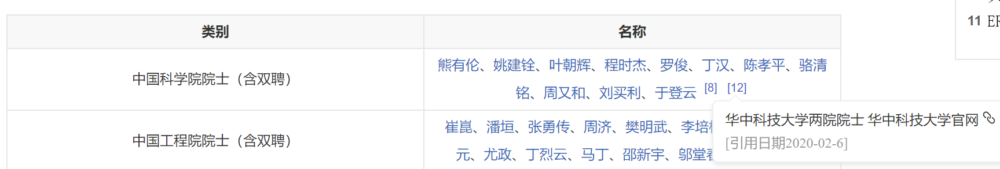 类别
名称
中国科学院院士（含双聘）
熊有伦、姚建铨、叶朝辉、程时杰、罗俊、丁汉、陈孝平、骆清
铭、周又和、刘买利、于登云 [8] [12]
华中科技大学两院院士 华中科技大学官网
[引用日期2020-02-6]
中国工程院院士（含双聘）
崔崑、潘垣、张勇传、周济、樊明武、李培
元、尤政、丁烈云、马丁、邵新宇、邬堂
11